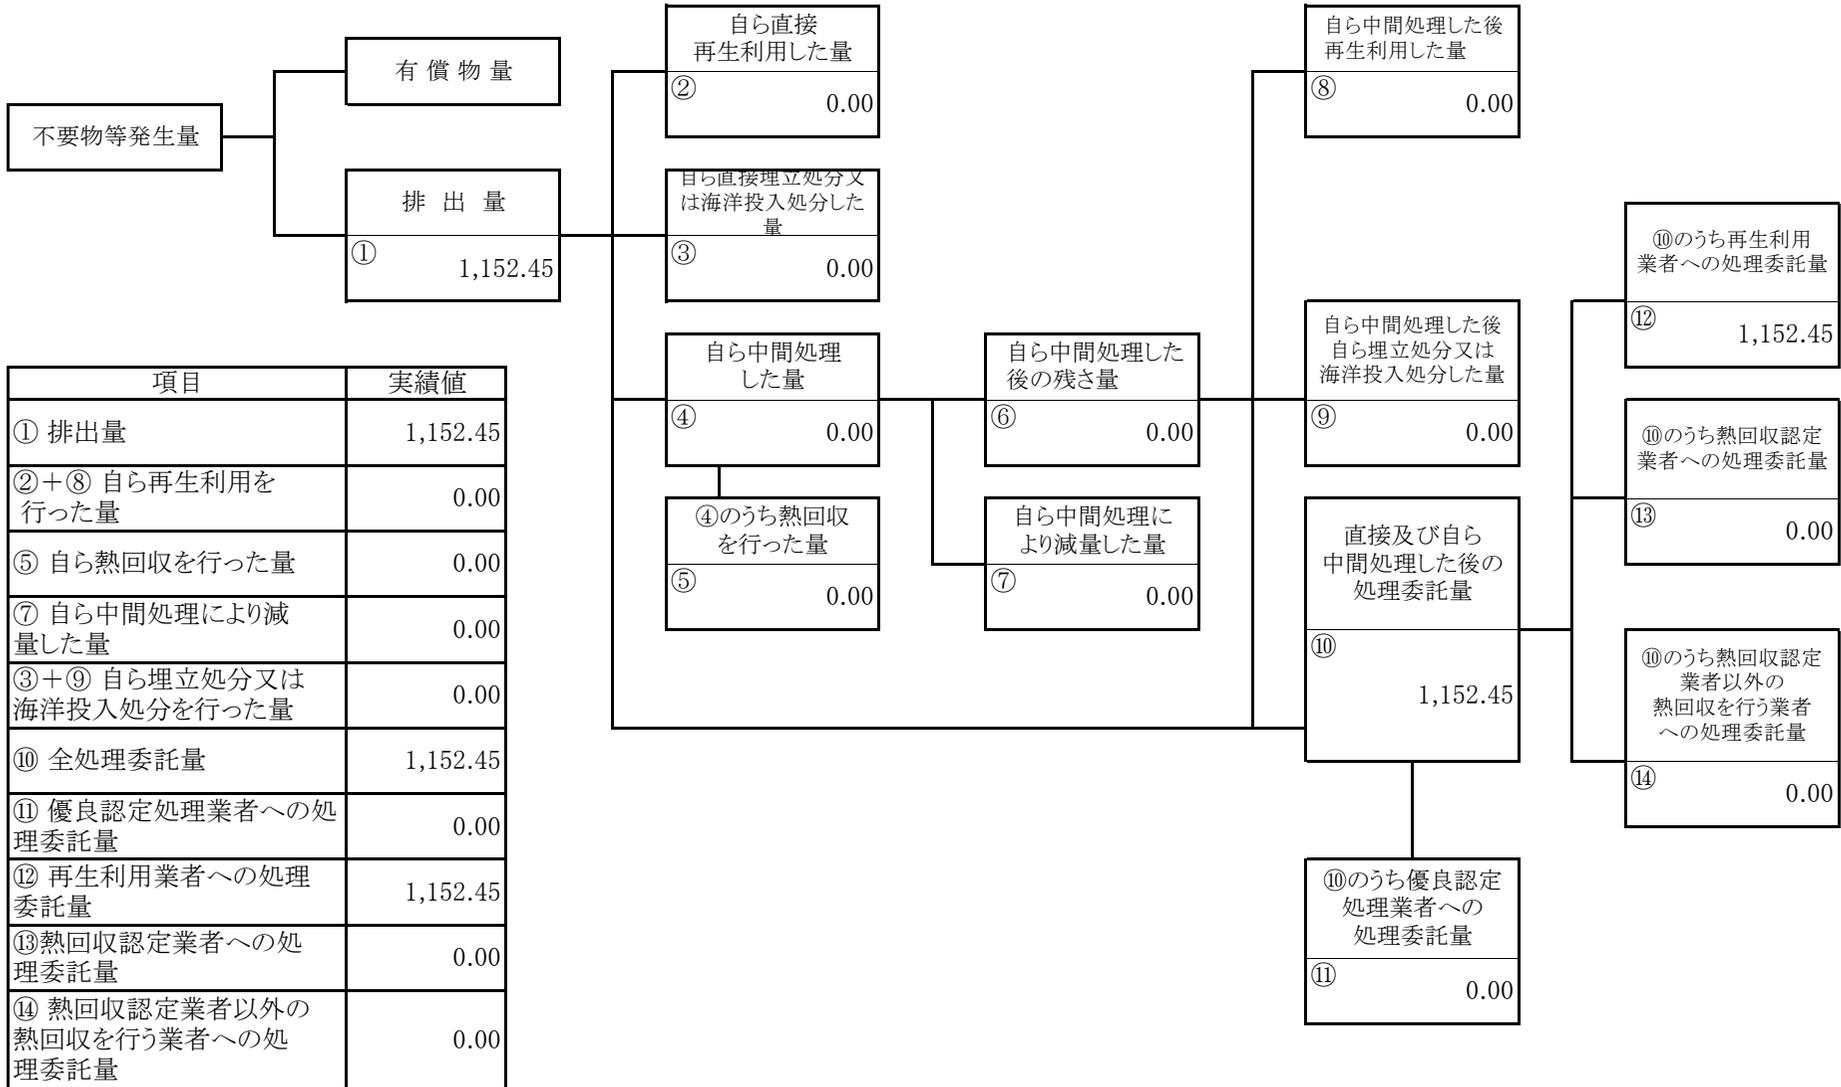 不要物等発生量
有 償 物 量
排 出 量
①
1,152.45
自ら直接
再生利用した量
②
0.00
自ら直接埋立処分又
は海洋投入処分した
量
③
0.00
自ら中間処理
した量
④
0.00
④のうち熱回収
を行った量
⑤
0.00
自ら中間処理した
後の残さ量
⑥
0.00
自ら中間処理に
より減量した量
⑦
0.00
自ら中間処理した後
再生利用した量
⑧
0.00
自ら中間処理した後
自ら埋立処分又は
海洋投入処分した量
⑨
0.00
直接及び自ら
中間処理した後の
処理委託量
⑩
1,152.45
⑩のうち優良認定
処理業者への
処理委託量
⑪
0.00
⑩のうち再生利用
業者への処理委託量
⑫
1,152.45
⑩のうち熱回収認定
業者への処理委託量
⑬
0.00
⑩のうち熱回収認定
業者以外の
熱回収を行う業者
への処理委託量
⑭
0.00
項目 実績値
① 排出量 1,152.45
②＋⑧ 自ら再生利用を
行った量
0.00
⑤ 自ら熱回収を行った量 0.00
⑦ 自ら中間処理により減
量した量
0.00
③＋⑨ 自ら埋立処分又は
海洋投入処分を行った量
0.00
⑩ 全処理委託量 1,152.45
⑪ 優良認定処理業者への処
理委託量
0.00
⑫ 再生利用業者への処理
委託量
1,152.45
⑬熱回収認定業者への処
理委託量
0.00
⑭ 熱回収認定業者以外の
熱回収を行う業者への処
理委託量
0.00